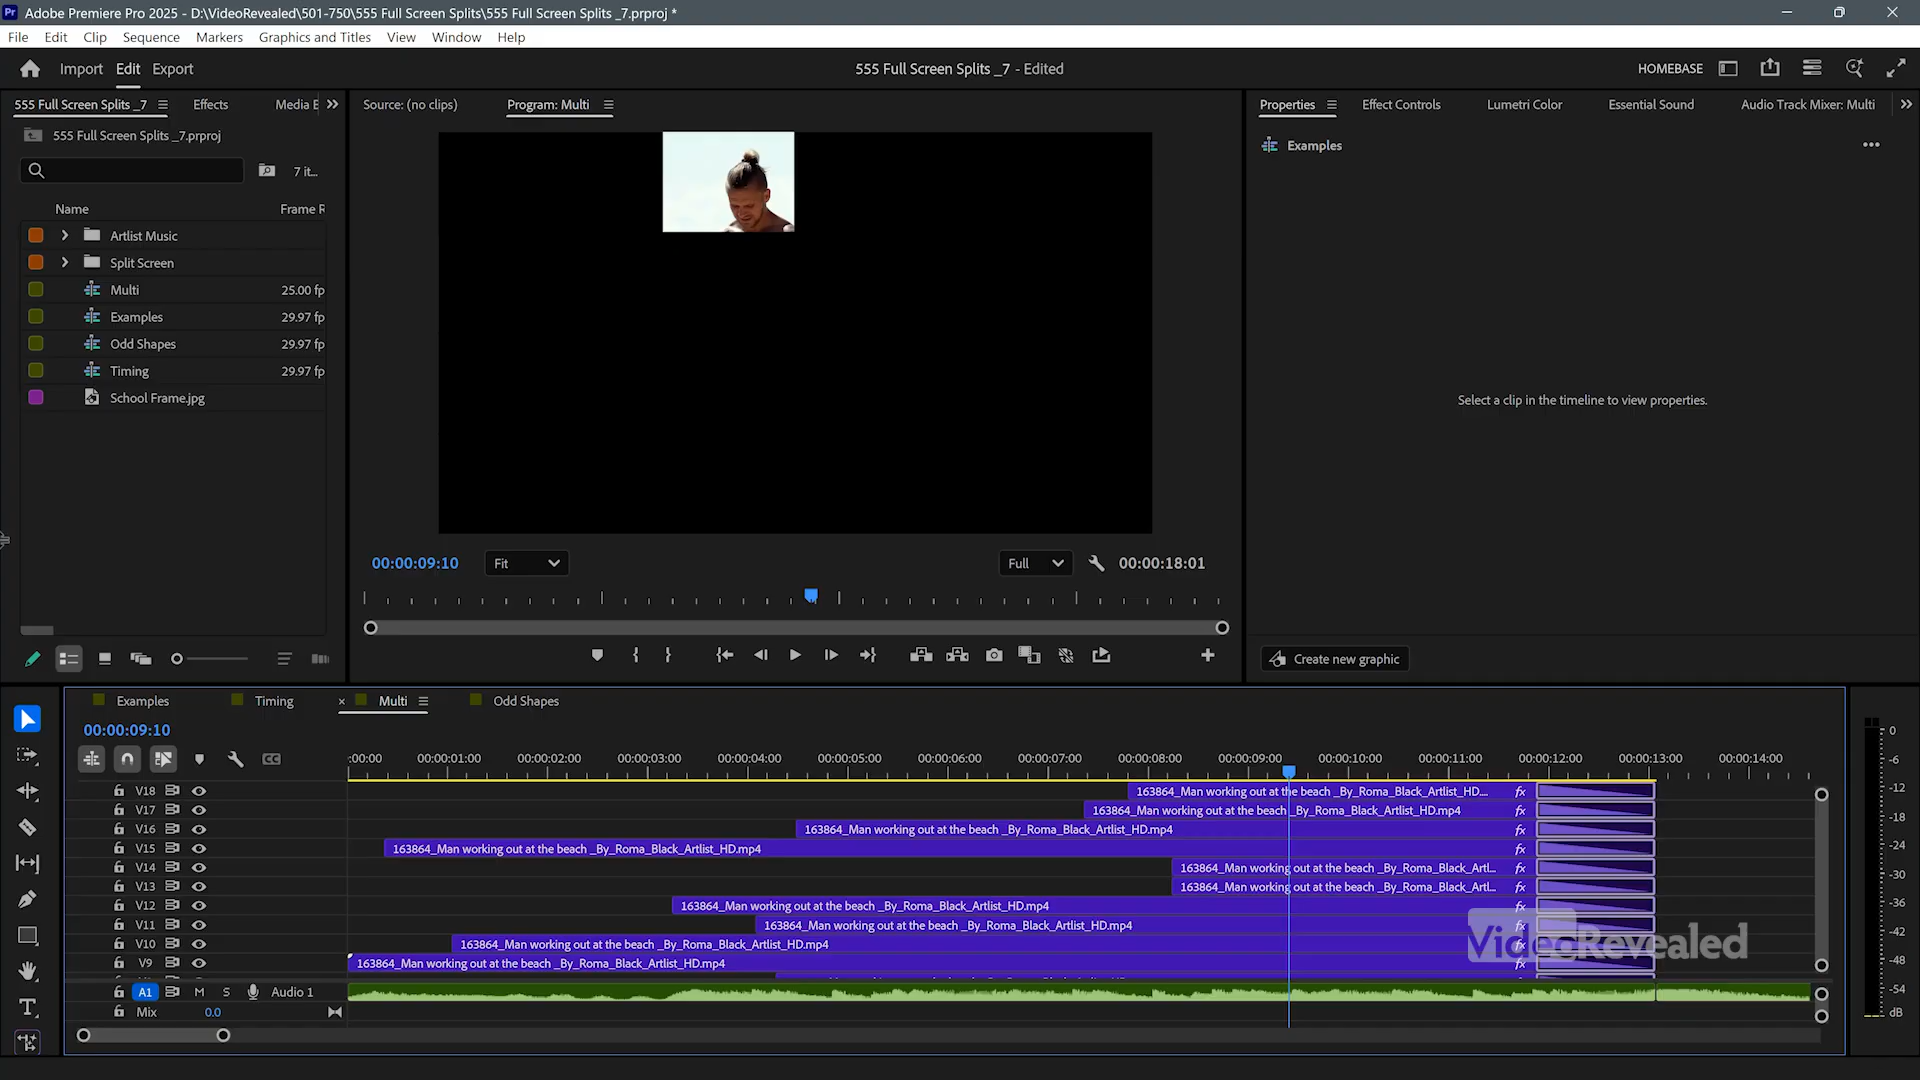 Pr Adobe Premiere Pro 2025 - D:\VideoRevealed\501-750\555 Full Screen Splits\555 Full Screen Splits _7.prproj *
File Edit Clip Sequence Markers Graphics and Titles View Window Help
Import Edit Export
555 Full Screen Splits _7 - Edited
HOMEBASE
555 Full Screen Splits _7 Effects Media E
Source: (no clips) Program: Multi
Properties Effect Controls Lumetri Color Essential Sound Audio Track Mixer: Multi
555 Full Screen Splits _7.prproj
Examples
7 it...
Name Frame R
Artlist Music
Split Screen
Multi 25.00 fp
Examples 29.97 fp
Odd Shapes 29.97 fp
Timing 29.97 fp
School Frame.jpg
Select a clip in the timeline to view properties.
00:00:09:10 Fit Full 00:00:18:01
Create new graphic
Examples Timing Multi Odd Shapes
00:00:09:10
CC
:00:00 00:00:01:00 00:00:02:00 00:00:03:00 00:00:04:00 00:00:05:00 00:00:06:00 00:00:07:00 00:00:08:00 00:00:09:00 00:00:10:00 00:00:11:00 00:00:12:00 00:00:13:00 00:00:14:00
V18 163864_Man working out at the beach _By_Roma_Black_Artlist_HD.... fx
V17 163864_Man working out at the beach _By_Roma_Black_Artlist_HD.mp4 fx
V16 163864_Man working out at the beach _By_Roma_Black_Artlist_HD.mp4 fx
V15 163864_Man working out at the beach _By_Roma_Black_Artlist_HD.mp4 fx
V14 163864_Man working out at the beach _By_Roma_Black_Artl... fx
V13 163864_Man working out at the beach _By_Roma_Black_Artl... fx
V12 163864_Man working out at the beach _By_Roma_Black_Artlist_HD.mp4 fx
V11 163864_Man working out at the beach _By_Roma_Black_Artlist_HD.mp4 fx
V10 163864_Man working out at the beach _By_Roma_Black_Artlist_HD.mp4 fx
V9 163864_Man working out at the beach _By_Roma_Black_Artlist_HD.mp4 fx
A1 M S Audio 1
Mix 0.0
VideoRevealed
0
-6
-12
-18
-24
-30
-36
-42
-48
-54
dB